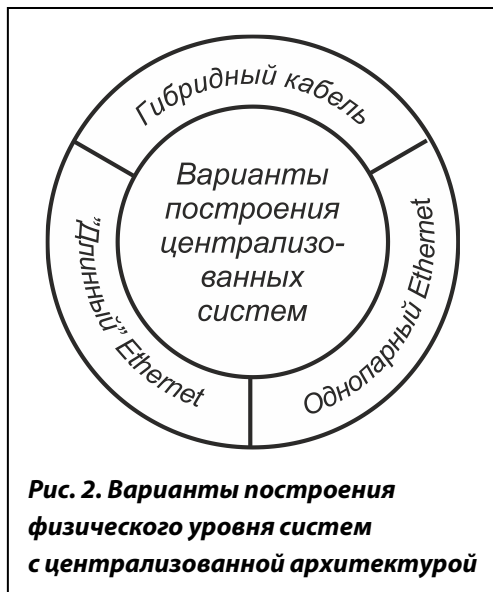 Гибридный кабель
Варианты
построения
централизо-
ванных
систем
"Длинный” Ethernet
Однопарный Ethernet
Рис. 2. Варианты построения
физического уровня систем
с централизованной архитектурой